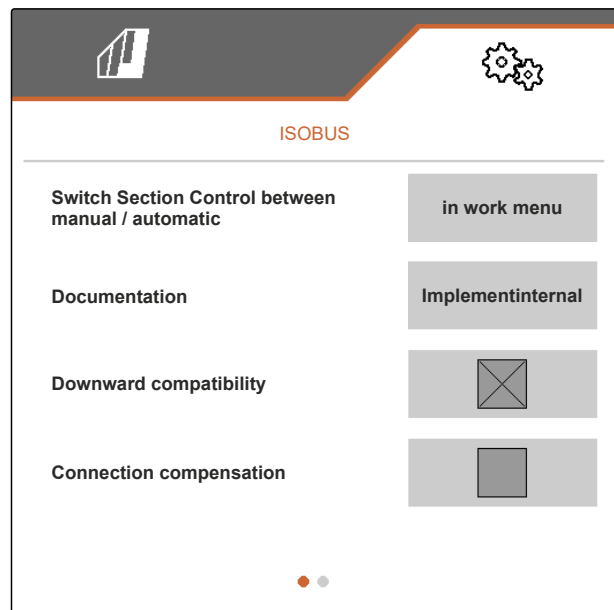 ISOBUS
Switch Section Control between
manual / automatic
in work menu
Documentation
Implementinternal
Downward compatibility
Connection compensation